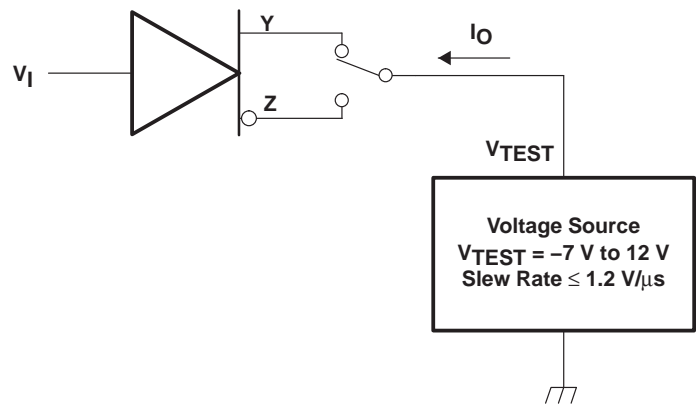 Y
I_O
V_I
Z
V_TEST
Voltage Source
V_TEST = –7 V to 12 V
Slew Rate ≤ 1.2 V/μs